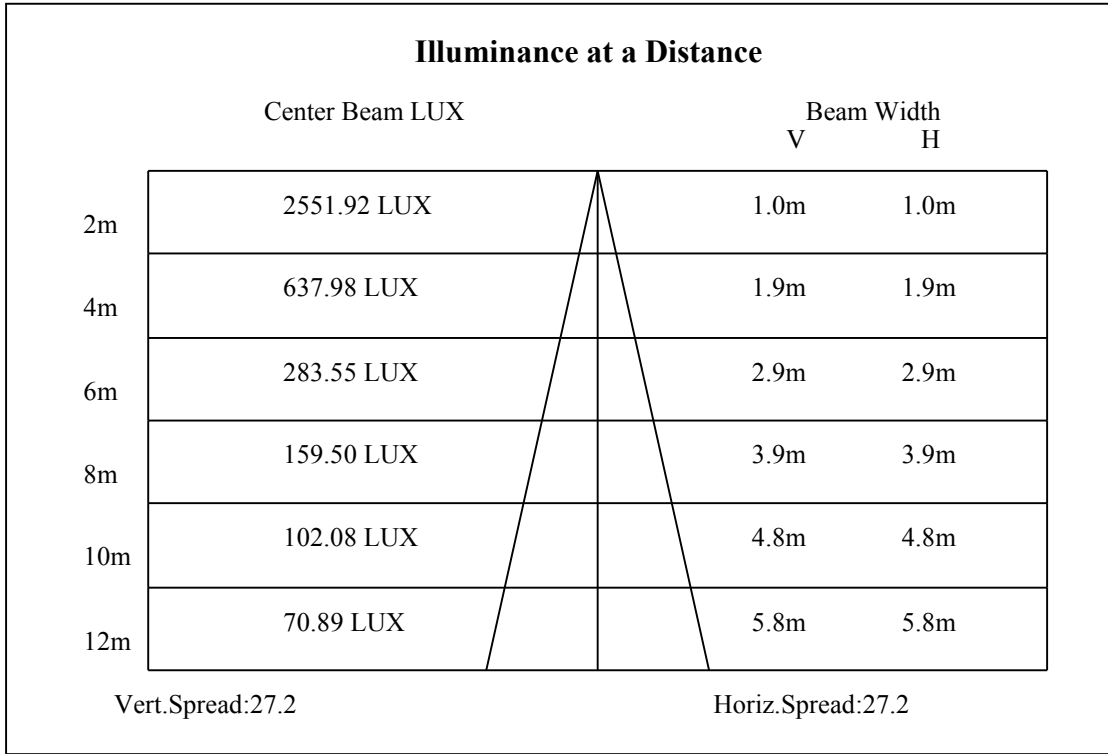 Illuminance at a Distance
Center Beam LUX Beam Width
V H
2m 2551.92 LUX 1.0m 1.0m
4m 637.98 LUX 1.9m 1.9m
6m 283.55 LUX 2.9m 2.9m
8m 159.50 LUX 3.9m 3.9m
10m 102.08 LUX 4.8m 4.8m
12m 70.89 LUX 5.8m 5.8m
Vert.Spread:27.2 Horiz.Spread:27.2